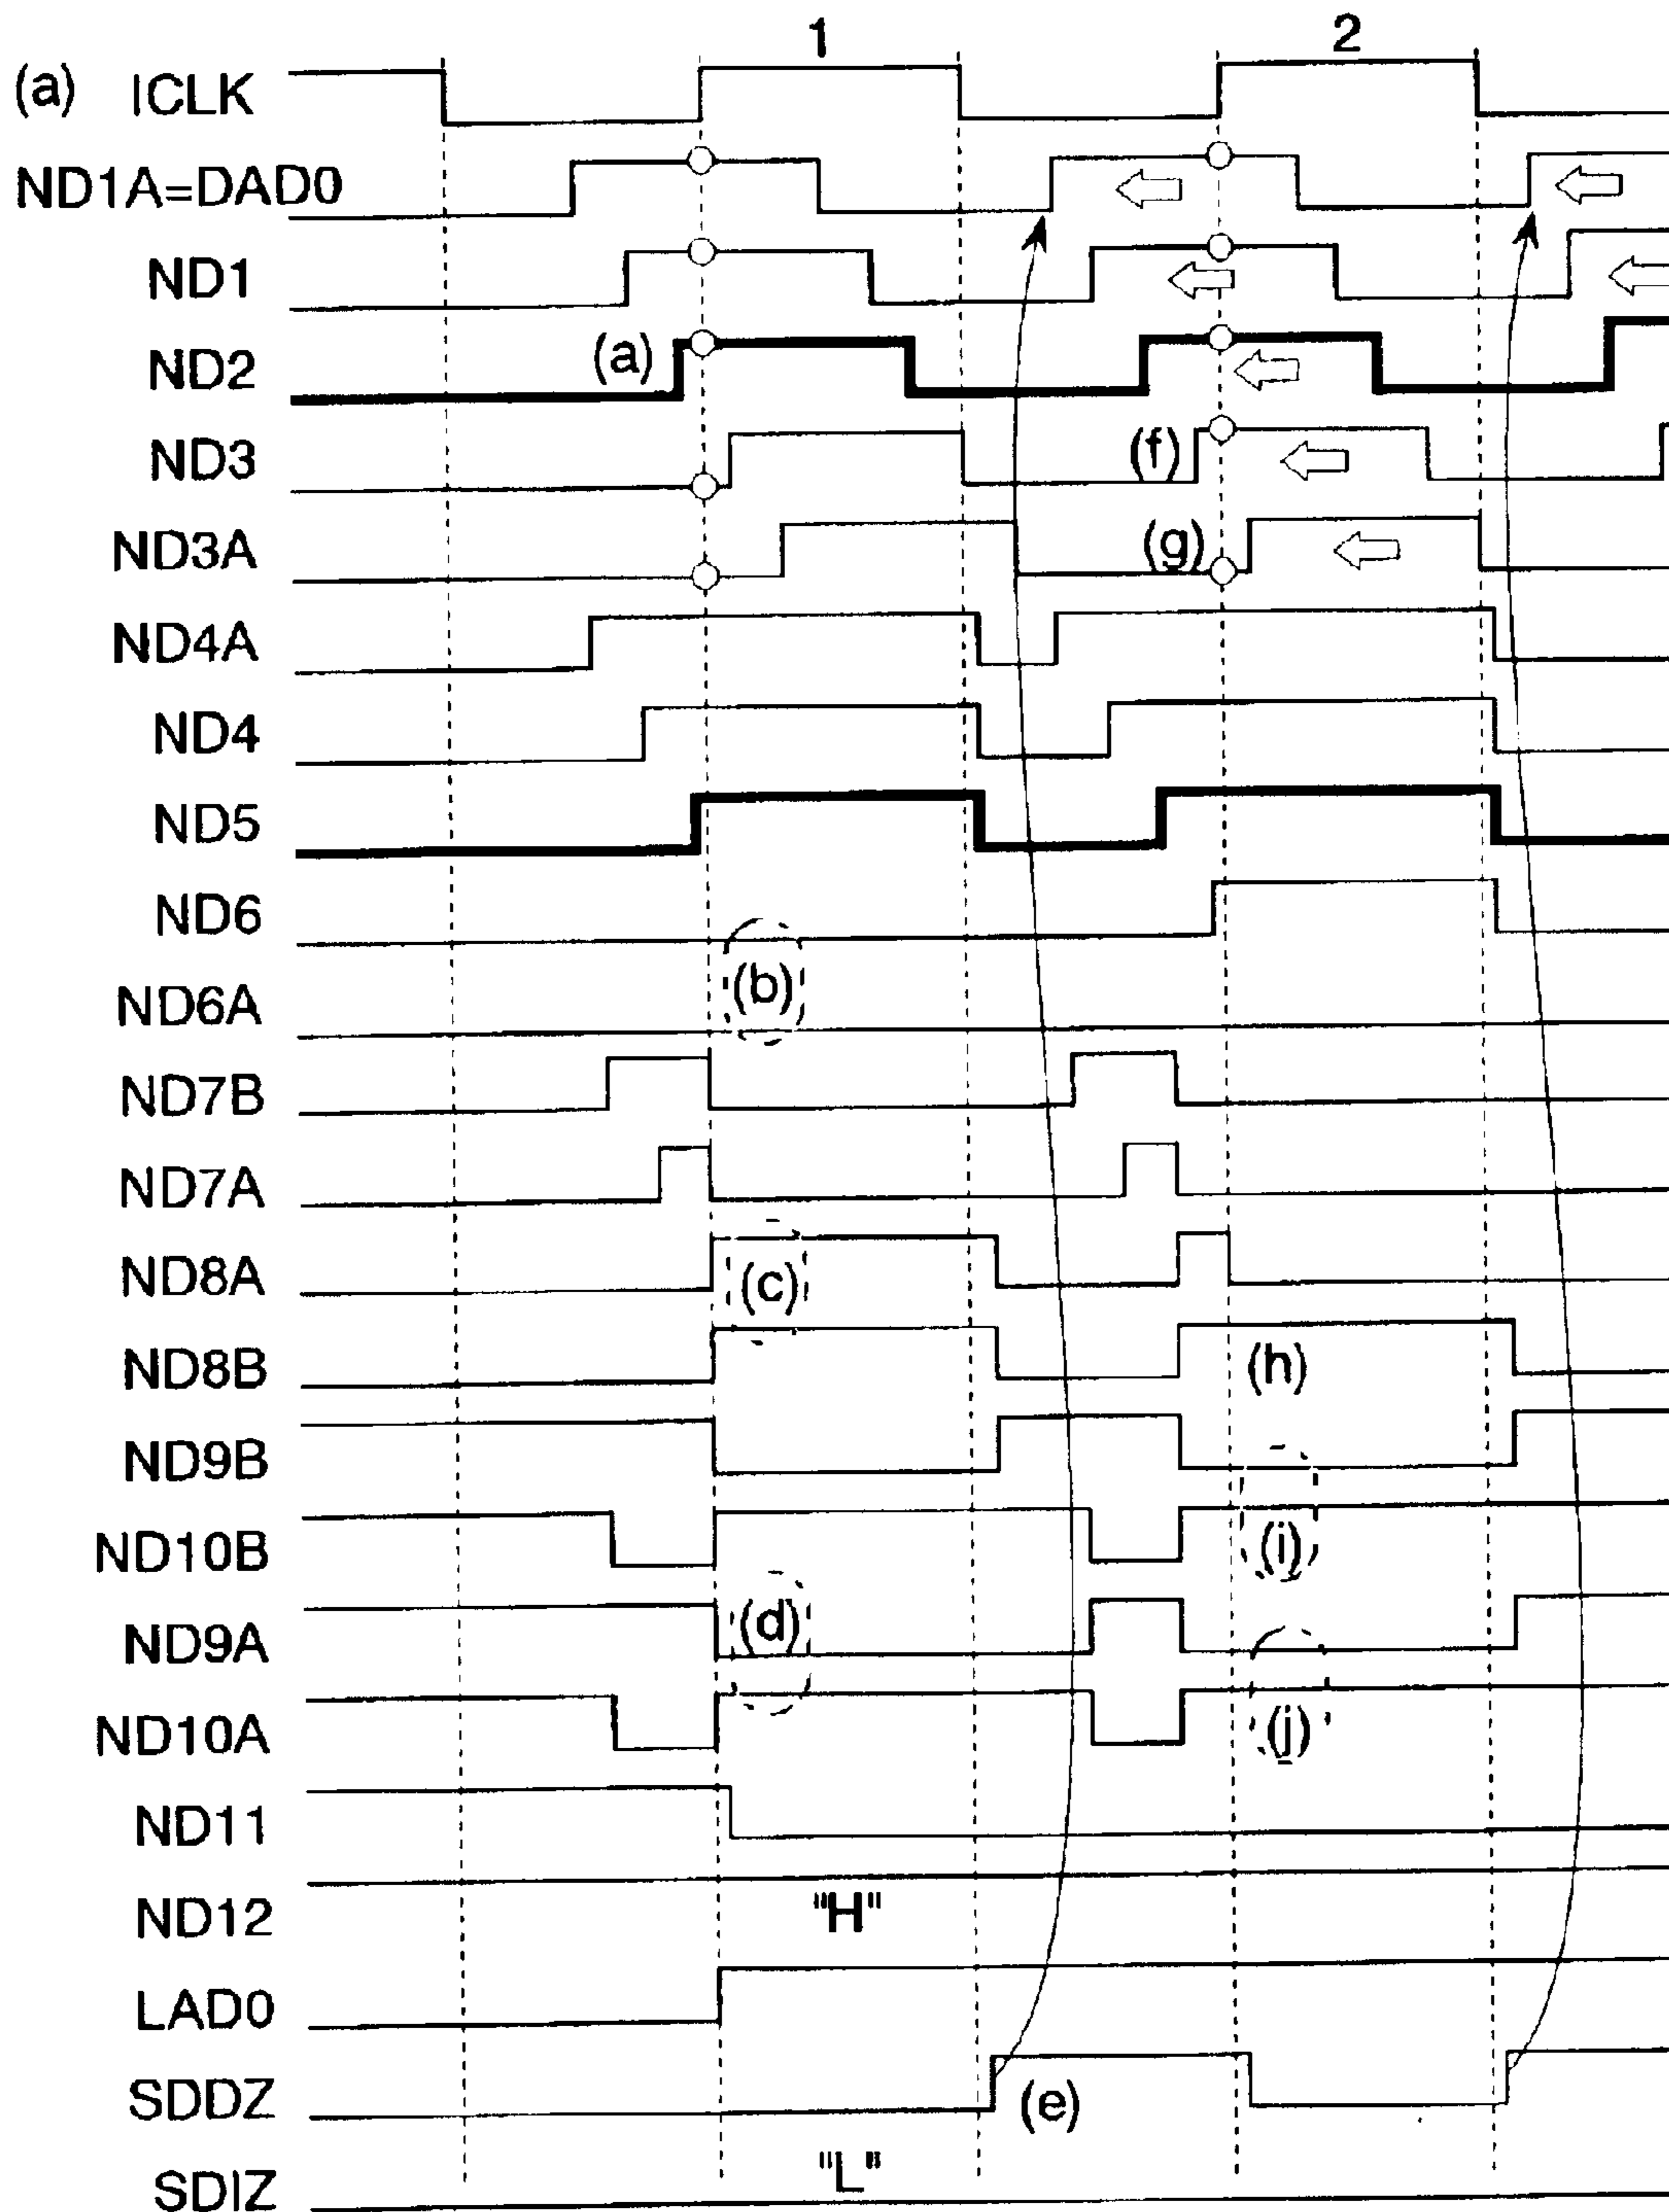 1 2
(a) ICLK
ND1A=DAD0
ND1
ND2 (a)
ND3 (f)
ND3A (g)
ND4A
ND4
ND5
ND6
(b)
ND6A
ND7B
ND7A
ND8A (c)
ND8B (h)
ND9B
ND10B (i)
ND9A (d)
ND10A (j)
ND11
ND12 "H"
LAD0
SDDZ (e)
SDIZ "L"